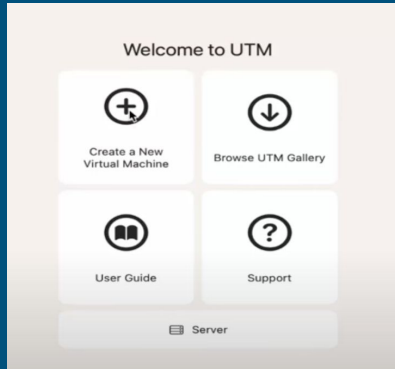 Welcome to UTM
Create a New
Virtual Machine
Browse UTM Gallery
User Guide
Support
Server